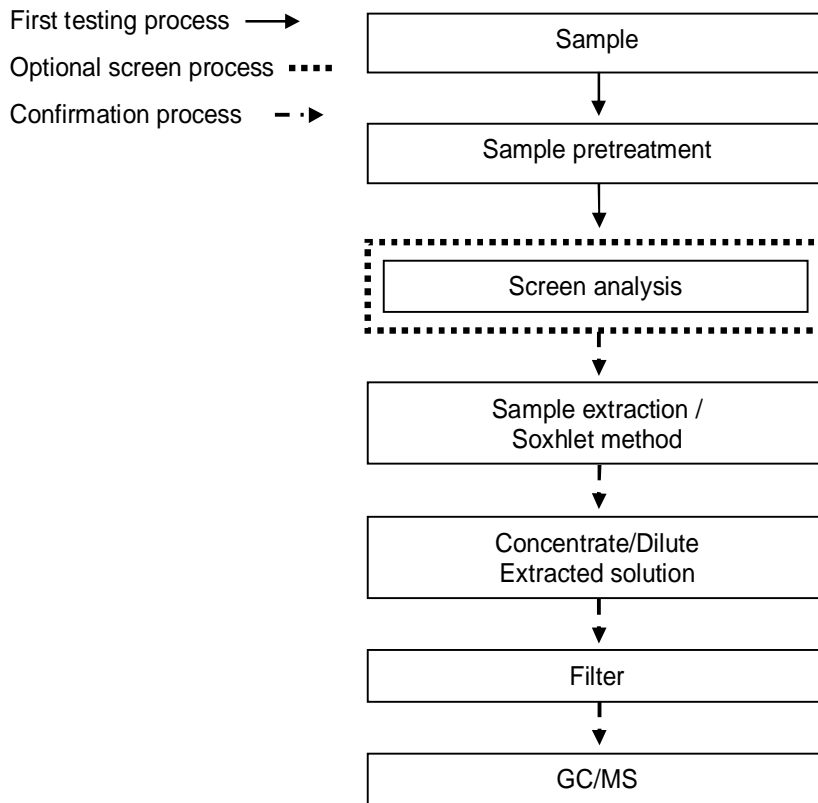 First testing process
Optional screen process
Confirmation process
Sample
Sample pretreatment
Screen analysis
Sample extraction /
Soxhlet method
Concentrate/Dilute
Extracted solution
Filter
GC/MS